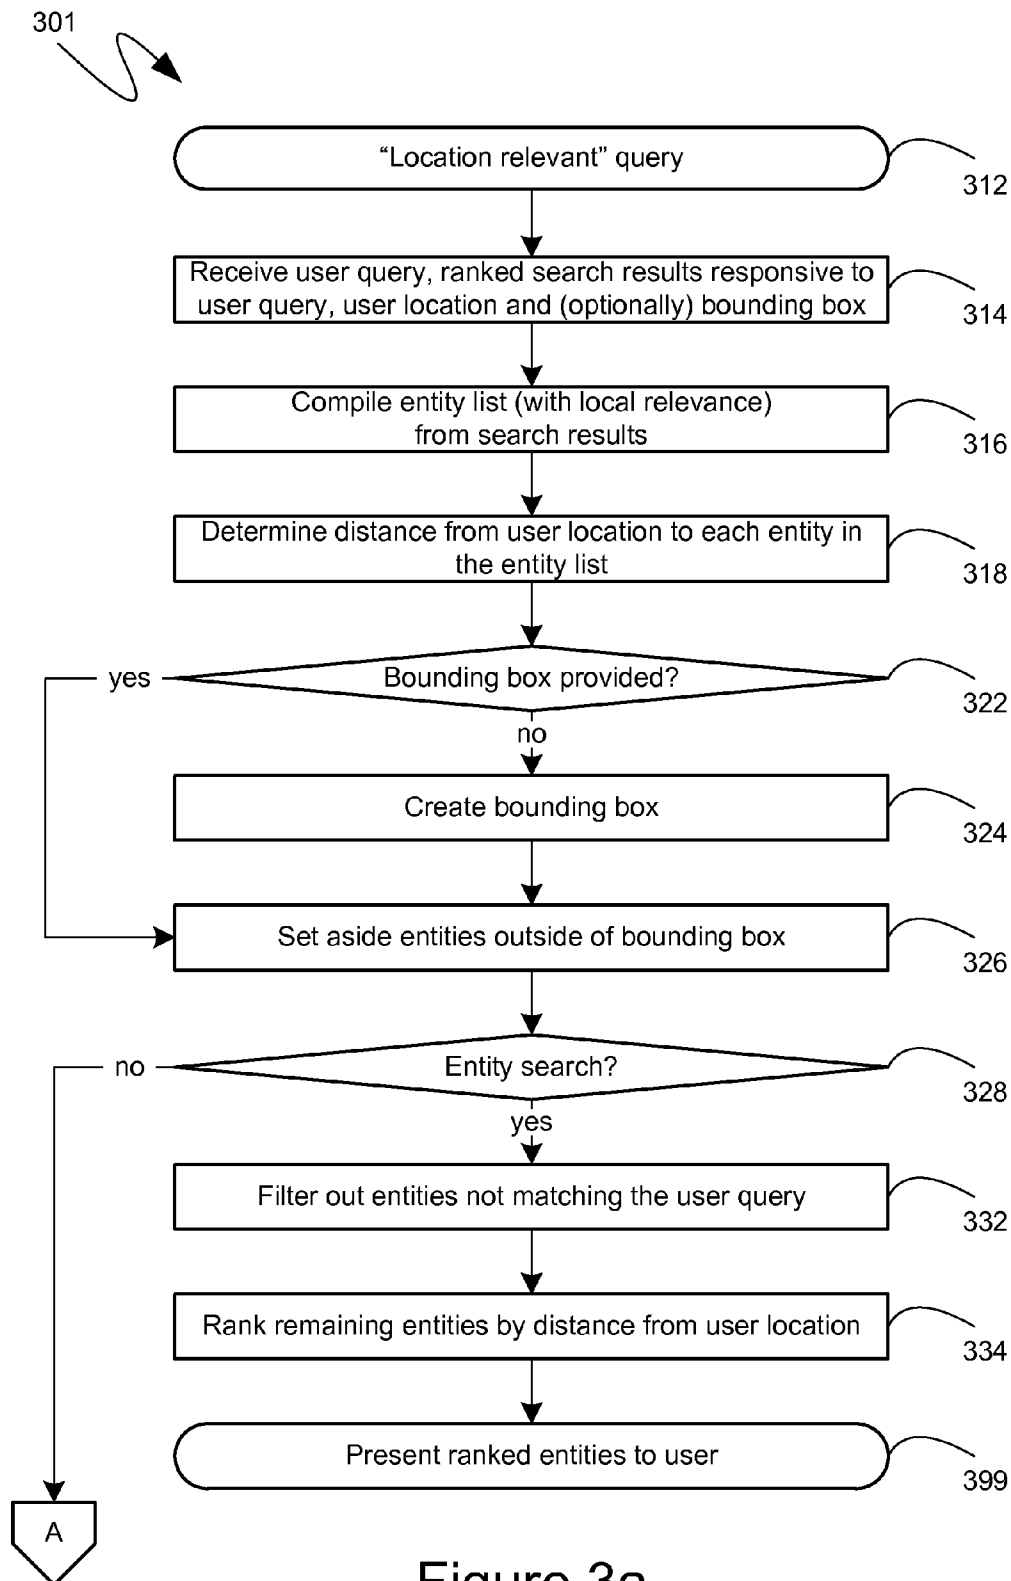 301
“Location relevant” query
312
Receive user query, ranked search results responsive to
user query, user location and (optionally) bounding box
314
Compile entity list (with local relevance)
from search results
316
Determine distance from user location to each entity in
the entity list
318
yes
Bounding box provided?
322
no
Create bounding box
324
Set aside entities outside of bounding box
326
no
Entity search?
328
yes
Filter out entities not matching the user query
332
Rank remaining entities by distance from user location
334
Present ranked entities to user
399
A
Figure 3a